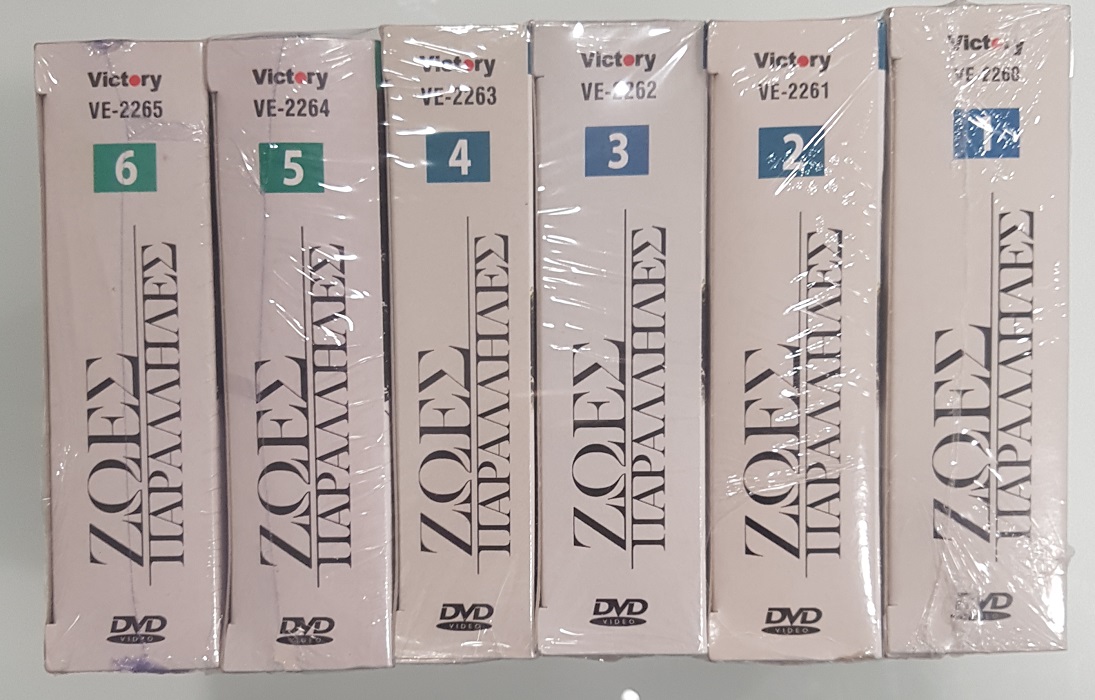 Victory
VE-2265
6
ΖΩΕΣ
ΠΑΡΑΛΛΗΛΕΣ
DVD
VIDEO
Victory
VE-2264
5
ΖΩΕΣ
ΠΑΡΑΛΛΗΛΕΣ
DVD
VIDEO
Victory
VE-2263
4
ΖΩΕΣ
ΠΑΡΑΛΛΗΛΕΣ
DVD
VIDEO
Victory
VE-2262
3
ΖΩΕΣ
ΠΑΡΑΛΛΗΛΕΣ
DVD
VIDEO
Victory
VE-2261
2
ΖΩΕΣ
ΠΑΡΑΛΛΗΛΕΣ
DVD
VIDEO
Victory
VE-2260
1
ΖΩΕΣ
ΠΑΡΑΛΛΗΛΕΣ
DVD